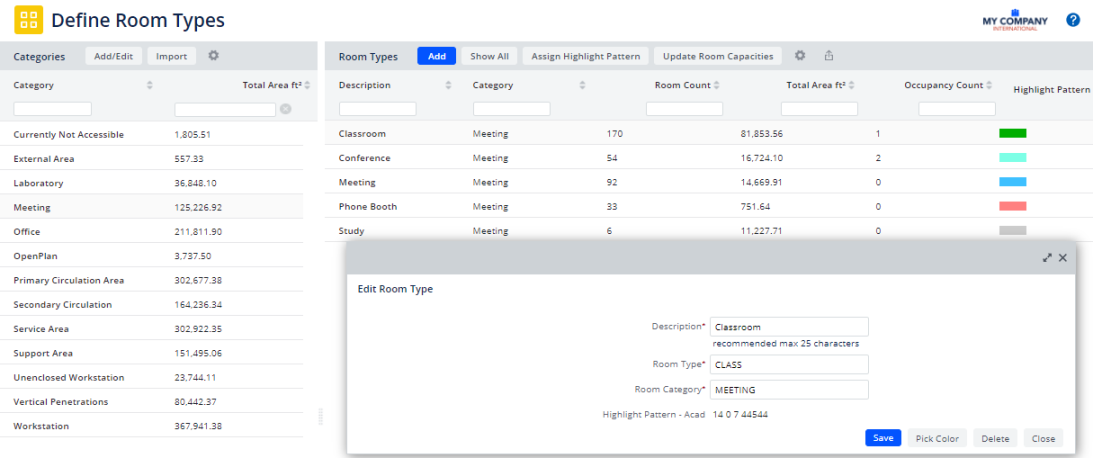 Define Room Types
MY COMPANY
INTERNATIONAL
?
Categories Add/Edit Import
Category Total Area ft²
Currently Not Accessible 1,805.51
External Area 557.33
Laboratory 36,848.10
Meeting 125,226.92
Office 211,811.90
OpenPlan 3,737.50
Primary Circulation Area 302,677.38
Secondary Circulation 164,236.34
Service Area 302,922.35
Support Area 151,495.06
Unenclosed Workstation 23,744.11
Vertical Penetrations 80,442.37
Workstation 367,941.38
Room Types Add Show All Assign Highlight Pattern Update Room Capacities
Description Category Room Count Total Area ft² Occupancy Count Highlight Pattern
Classroom Meeting 170 81,853.56 1
Conference Meeting 54 16,724.10 2
Meeting Meeting 92 14,669.91 0
Phone Booth Meeting 33 751.64 0
Study Meeting 6 11,227.71 0
Edit Room Type
Description* Classroom
recommended max 25 characters
Room Type* CLASS
Room Category* MEETING
Highlight Pattern - Acad 14 0 7 44544
Save Pick Color Delete Close